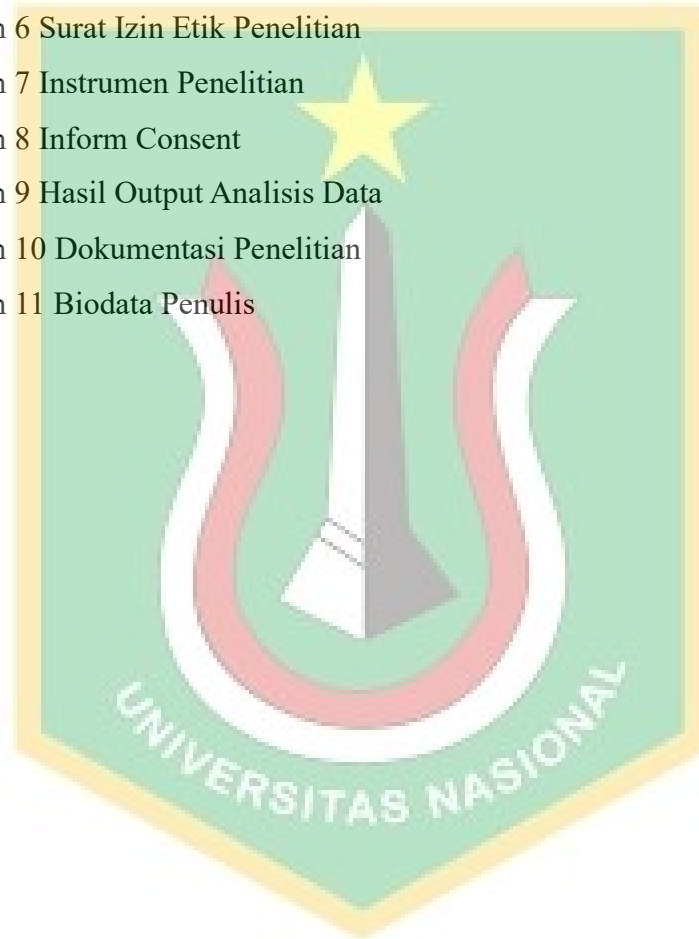 n 6 Surat Izin Etik Penelitian
n 7 Instrumen Penelitian
n 8 Inform Consent
n 9 Hasil Output Analisis Data
n 10 Dokumentasi Penelitian
n 11 Biodata Penulis
UNIVERSITAS NASIONAL